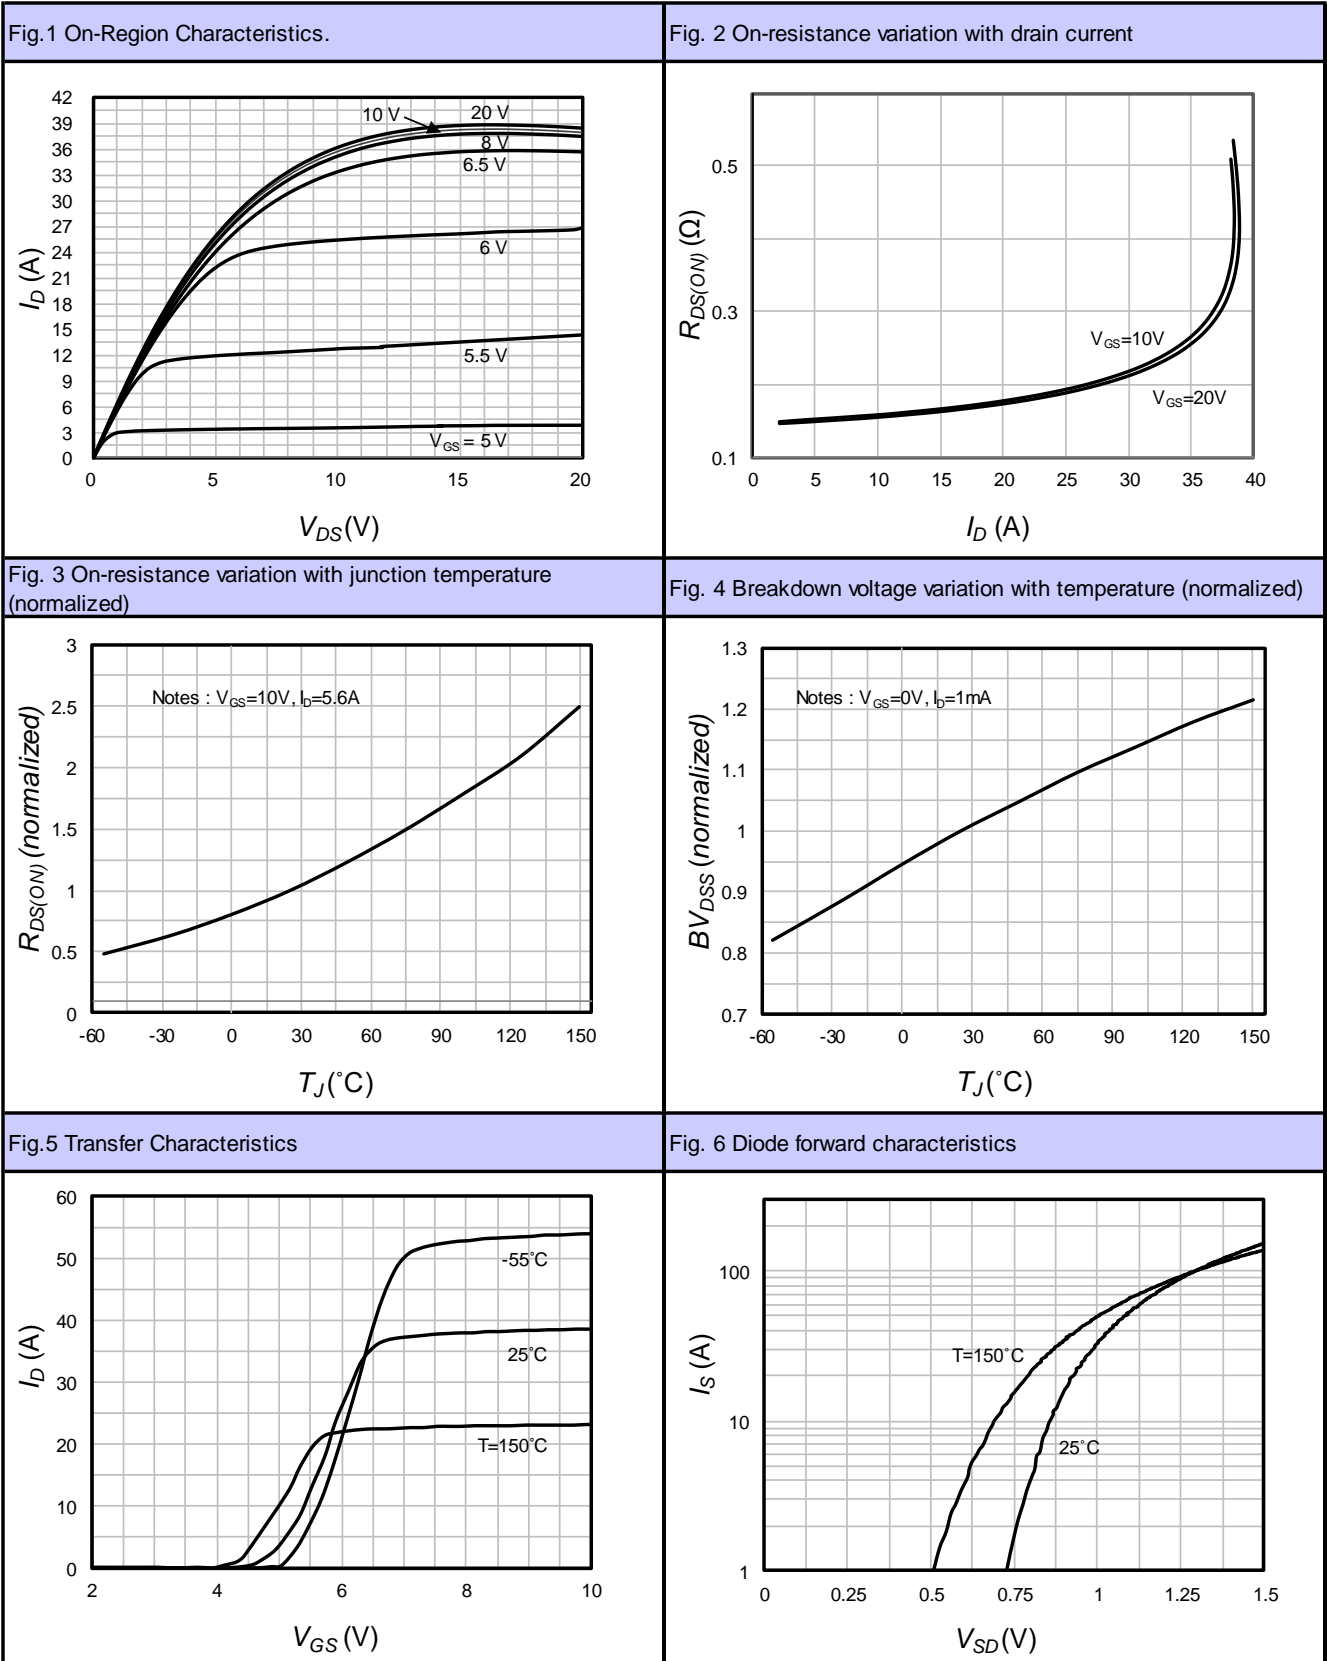 Fig.1 On-Region Characteristics.
Fig. 2 On-resistance variation with drain current
42
39
36
33
30
27
24
21
18
15
12
9
6
3
0
I_D (A)
10 V
20 V
8 V
6.5 V
6 V
5.5 V
V_GS = 5 V
0 5 10 15 20
V_DS (V)
0.5
0.3
0.1
R_DS(ON) (Ω)
V_GS=10V
V_GS=20V
0 5 10 15 20 25 30 35 40
I_D (A)
Fig. 3 On-resistance variation with junction temperature
(normalized)
Fig. 4 Breakdown voltage variation with temperature (normalized)
3
2.5
2
1.5
1
0.5
0
R_DS(ON) (normalized)
Notes : V_GS=10V, I_D=5.6A
-60 -30 0 30 60 90 120 150
T_J (˚C)
1.3
1.2
1.1
1
0.9
0.8
0.7
BV_DSS (normalized)
Notes : V_GS=0V, I_D=1mA
-60 -30 0 30 60 90 120 150
T_J (˚C)
Fig.5 Transfer Characteristics
Fig. 6 Diode forward characteristics
60
50
40
30
20
10
0
I_D (A)
-55˚C
25˚C
T=150˚C
2 4 6 8 10
V_GS (V)
100
10
1
I_S (A)
T=150˚C
25˚C
0 0.25 0.5 0.75 1 1.25 1.5
V_SD (V)